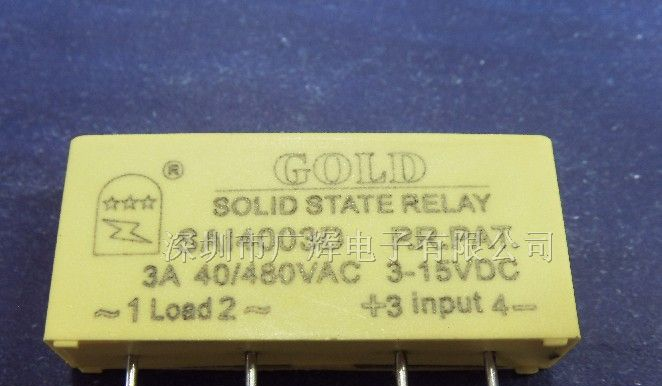 ®
GOLD
SOLID STATE RELAY
深圳市广辉电子有限公司
3A 40/480VAC 3-15VDC
~1 Load 2~ +3 input 4-